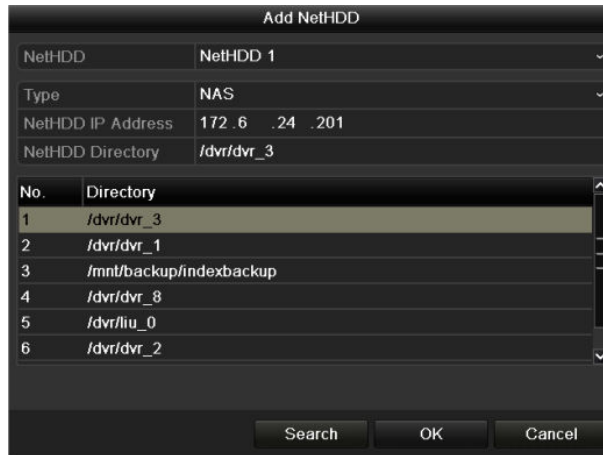 Add NetHDD
NetHDD NetHDD 1
Type NAS
NetHDD IP Address 172 .6 .24 .201
NetHDD Directory /dvr/dvr_3
No. Directory
1 /dvr/dvr_3
2 /dvr/dvr_1
3 /mnt/backup/indexbackup
4 /dvr/dvr_8
5 /dvr/liu_0
6 /dvr/dvr_2
Search OK Cancel